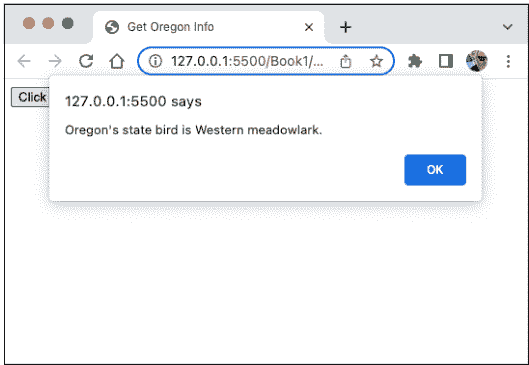 Get Oregon Info
127.0.0.1:5500/Book1/...
Click
127.0.0.1:5500 says
Oregon's state bird is Western meadowlark.
OK